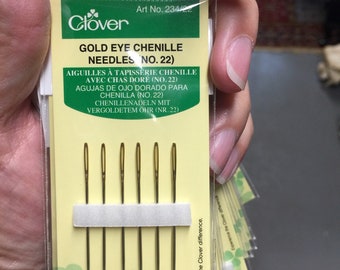 Art No. 234/22
Clover
GOLD EYE CHENILLE
NEEDLES (NO. 22)
AIGUILLES À TAPISSERIE CHENILLE
AVEC CHAS DORÉ (NO. 22)
AGUJAS DE OJO DORADO PARA
CHENILLA (NO. 22)
CHENILLENADELN MIT
VERGOLDETEM ÖHR (NR. 22)
the Clover difference.